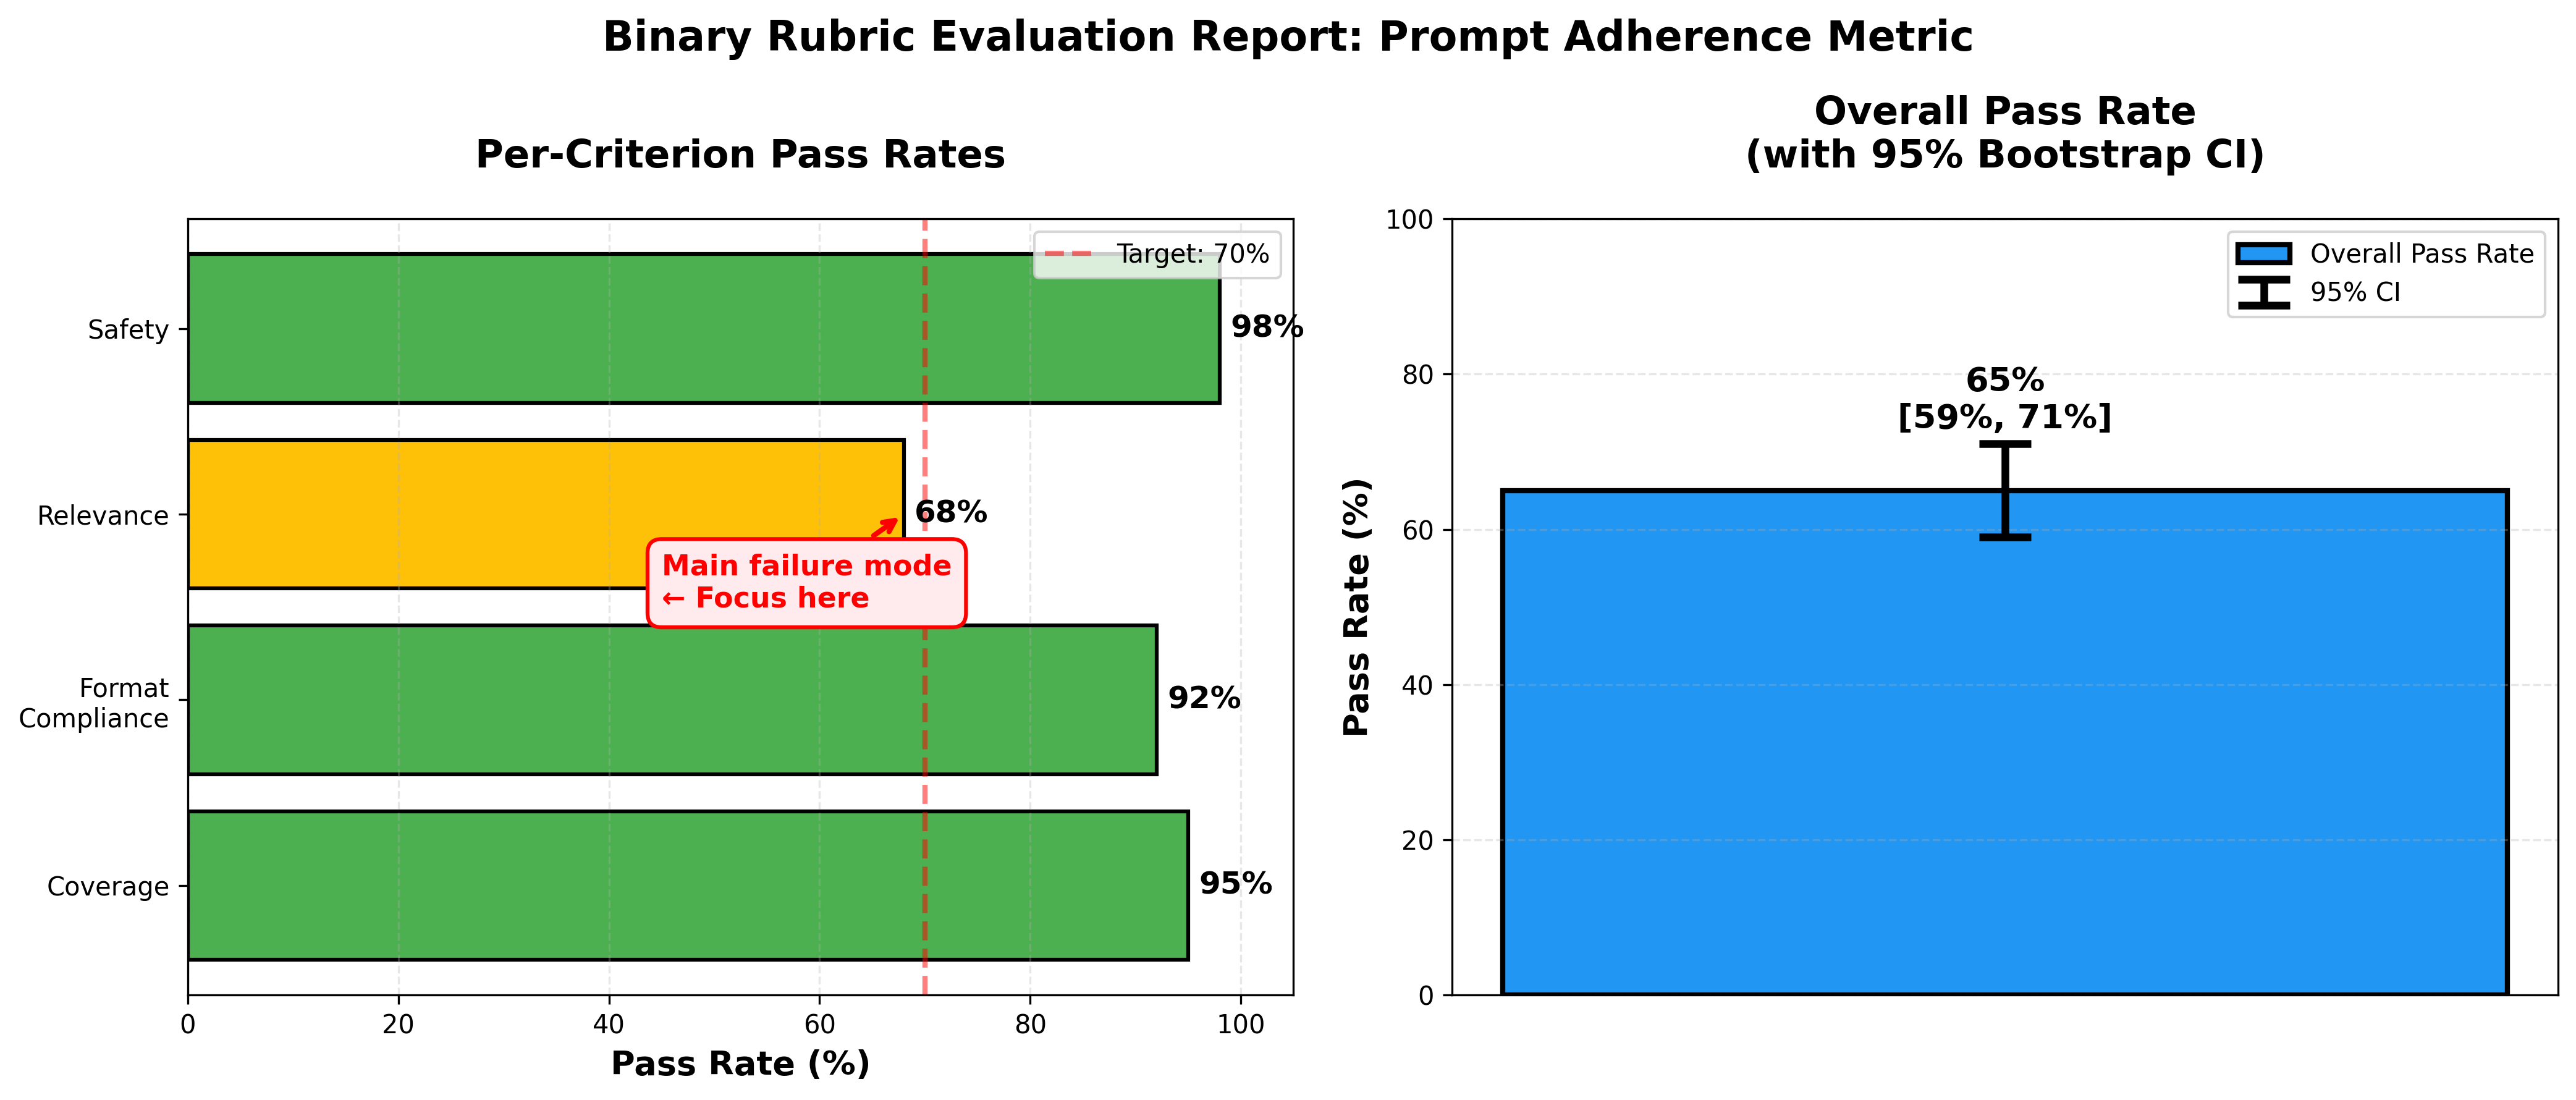 Binary Rubric Evaluation Report: Prompt Adherence Metric
Per-Criterion Pass Rates
Target: 70%
Safety
98%
Relevance
68%
Main failure mode
← Focus here
Format
Compliance
92%
Coverage
95%
0
20
40
60
80
100
Pass Rate (%)
Overall Pass Rate
(with 95% Bootstrap CI)
Overall Pass Rate
95% CI
65%
[59%, 71%]
Pass Rate (%)
100
80
60
40
20
0